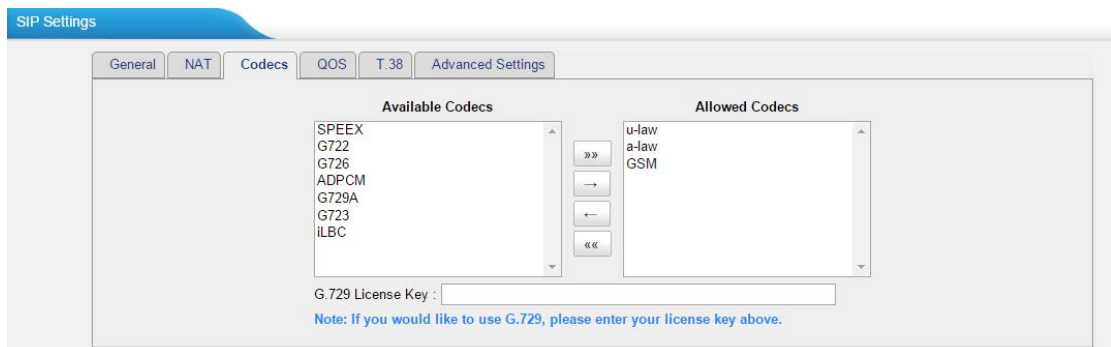 SIP Settings
General NAT Codecs QOS T.38 Advanced Settings
Available Codecs
SPEEX
G722
G726
ADPCM
G729A
G723
iLBC
»»
→
←
««
Allowed Codecs
u-law
a-law
GSM
G.729 License Key :
Note: If you would like to use G.729, please enter your license key above.